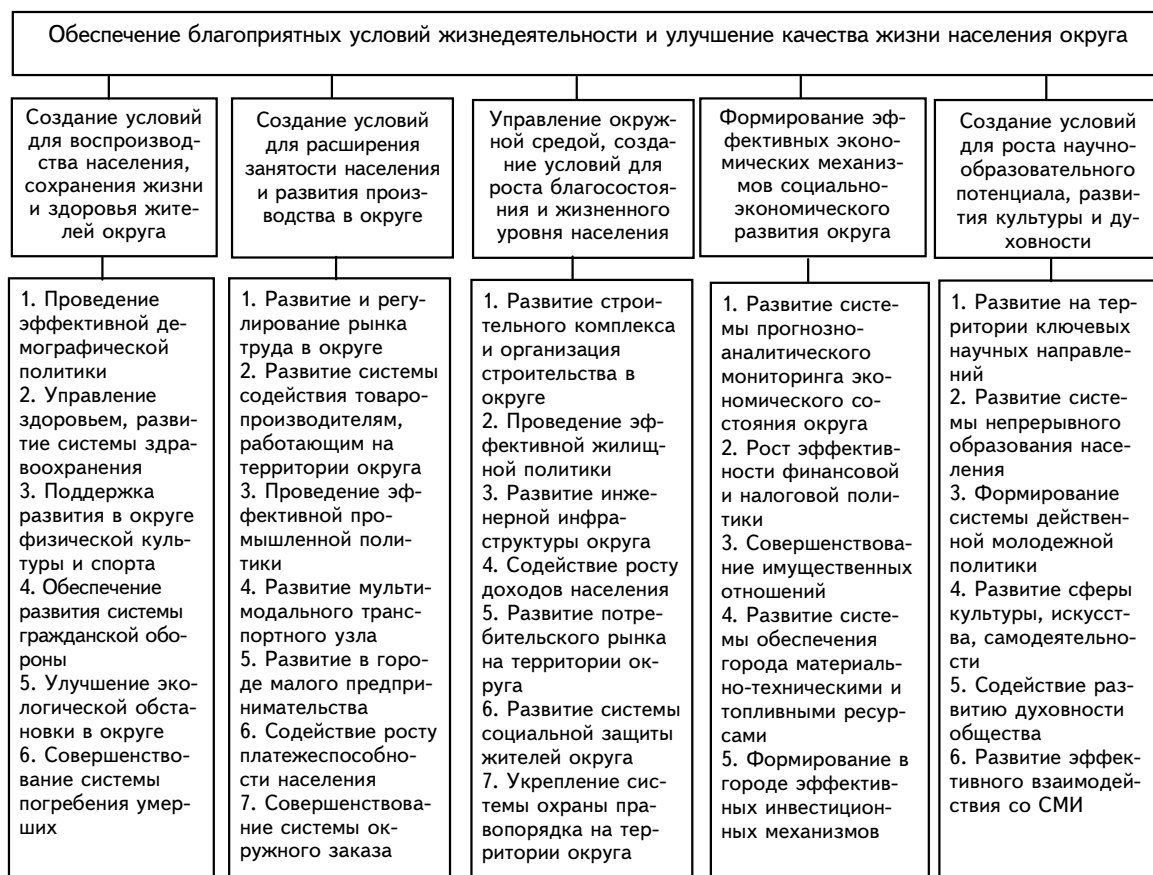 Обеспечение благоприятных условий жизнедеятельности и улучшение качества жизни населения округа
Создание условий
для воспроизвод-
ства населения,
сохранения жизни
и здоровья жите-
лей округа
Создание условий
для расширения
занятости населения
и развития произ-
водства в округе
Управление окруж-
ной средой, созда-
ние условий для
роста благосостоя-
ния и жизненного
уровня населения
Формирование эф-
фективных эконо-
мических механиз-
мов социально-
экономического
развития округа
Создание условий
для роста научно-
образовательного
потенциала, разви-
тия культуры и ду-
ховности
1. Проведение
эффективной де-
мографической
политики
2. Управление
здоровьем, разви-
тие системы здра-
воохранения
3. Поддержка
развития в округе
физической куль-
туры и спорта
4. Обеспечение
развития системы
гражданской обо-
роны
5. Улучшение эко-
логической обста-
новки в округе
6. Совершенство-
вание системы
погребения умер-
ших
1. Развитие и регу-
лирование рынка
труда в округе
2. Развитие системы
содействия товаро-
производителям,
работающим на
территории округа
3. Проведение эф-
фективной про-
мышленной полит-
ики
4. Развитие мульти-
модального транс-
портного узла
5. Развитие в горо-
де малого предпри-
нимательства
6. Содействие росту
платежеспособно-
сти населения
7. Совершенствова-
ние системы ок-
ружного заказа
1. Развитие строи-
тельного комплекса
и организация
строительства в
округе
2. Проведение эф-
фективной жилищ-
ной политики
3. Развитие инже-
нерной инфра-
структуры округа
4. Содействие росту
доходов населения
5. Развитие потре-
бительского рынка
на территории ок-
руга
6. Развитие системы
социальной защиты
жителей округа
7. Укрепление сис-
темы охраны пра-
вопорядка на тер-
ритории округа
1. Развитие систе-
мы прогнозно-
аналитического
мониторинга эко-
номического со-
стояния округа
2. Рост эффектив-
ности финансовой
и налоговой поли-
тики
3. Совершенствова-
ние имущественных
отношений
4. Развитие систе-
мы обеспечения
города материаль-
но-техническими и
топливными ресур-
сами
5. Формирование в
городе эффектив-
ных инвестицион-
ных механизмов
1. Развитие на тер-
ритории ключевых
научных направле-
ний
2. Развитие систе-
мы непрерывного
образования насе-
ления
3. Формирование
системы действен-
ной молодежной
политики
4. Развитие сферы
культуры, искусст-
ва, самодеятельно-
сти
5. Содействие раз-
витию духовности
общества
6. Развитие эффек-
тивного взаимодей-
ствия со СМИ